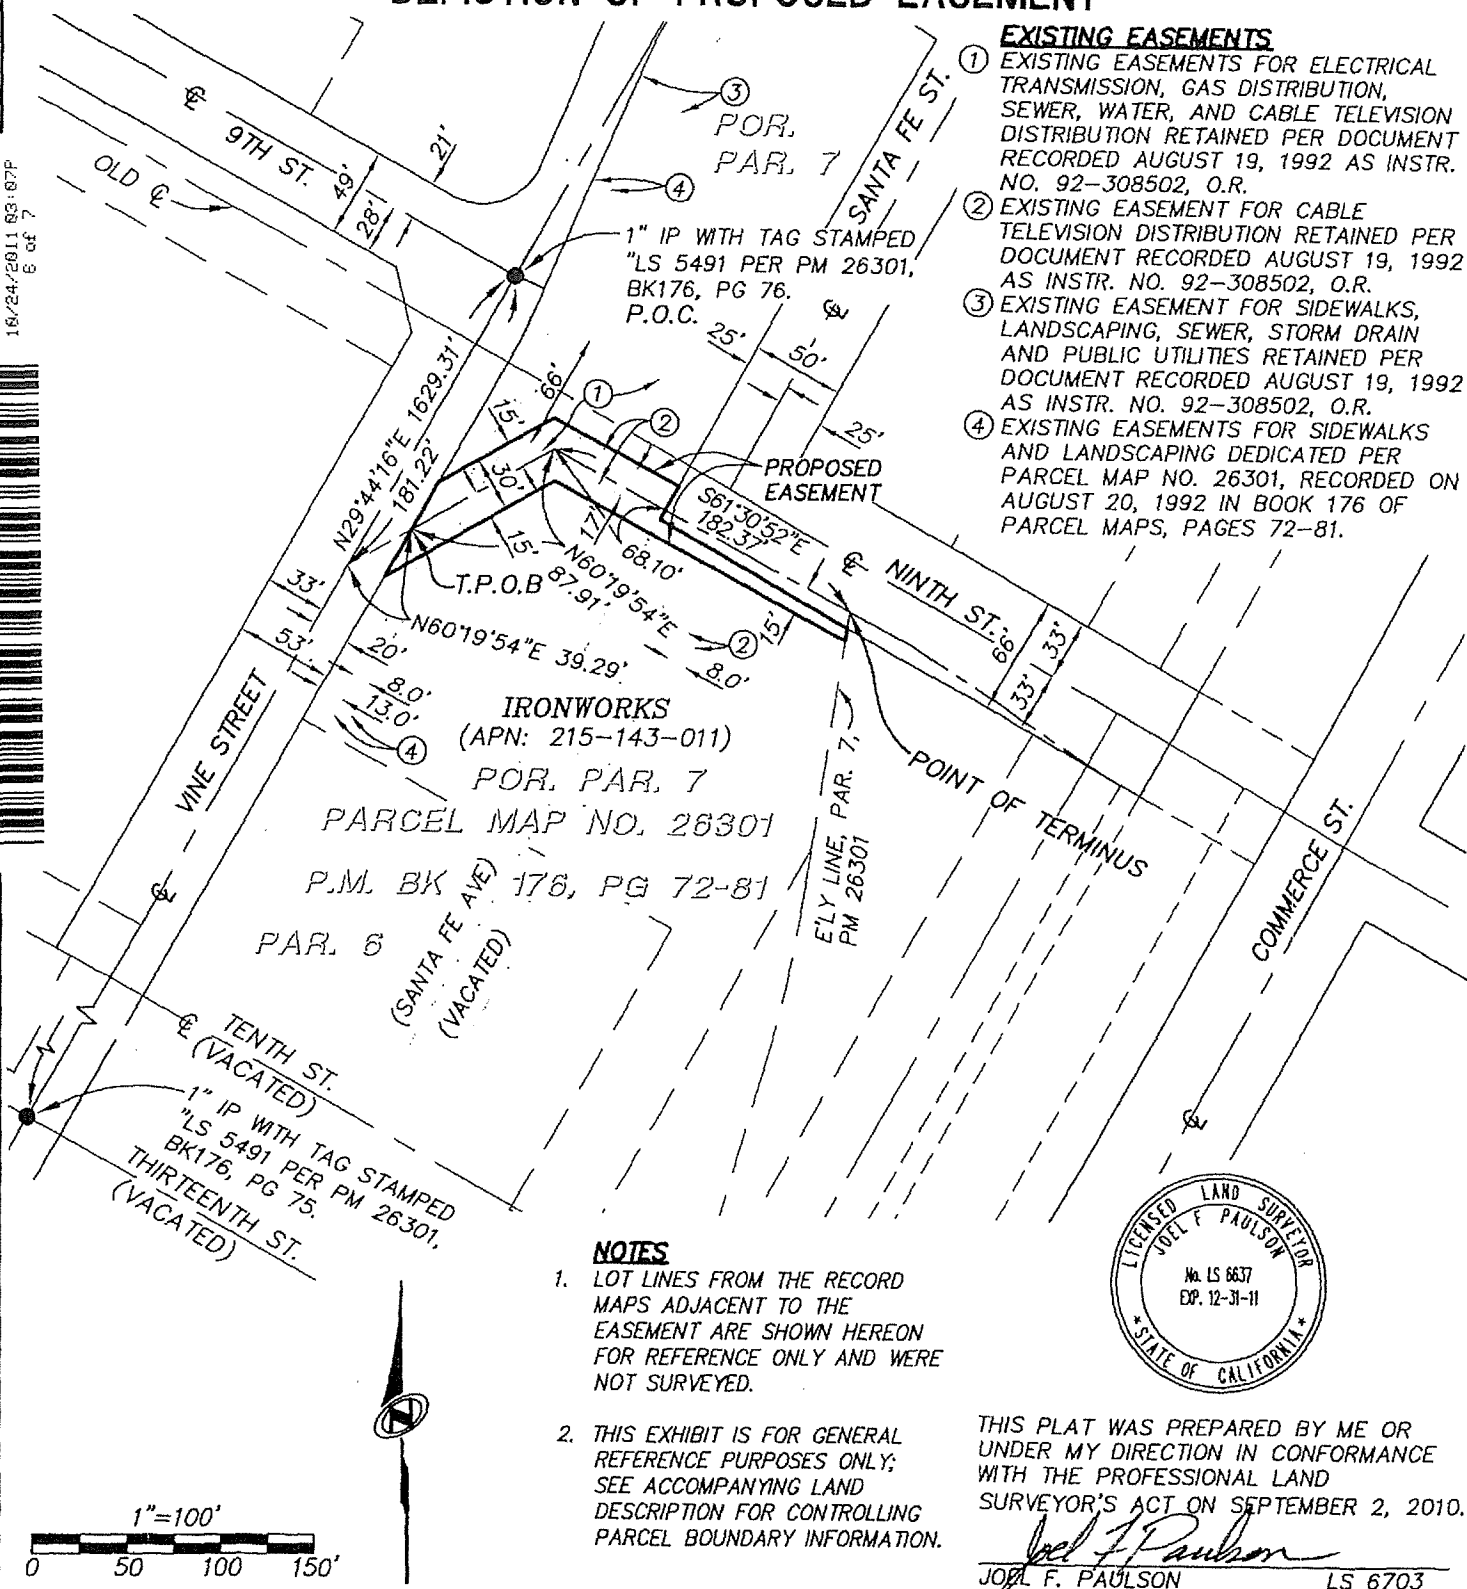 DEPICTION OF PROPOSED EASEMENT
10/24/2011 03:07P
6 of 7
EXISTING EASEMENTS
① EXISTING EASEMENTS FOR ELECTRICAL
TRANSMISSION, GAS DISTRIBUTION,
SEWER, WATER, AND CABLE TELEVISION
DISTRIBUTION RETAINED PER DOCUMENT
RECORDED AUGUST 19, 1992 AS INSTR.
NO. 92-308502, O.R.
② EXISTING EASEMENT FOR CABLE
TELEVISION DISTRIBUTION RETAINED PER
DOCUMENT RECORDED AUGUST 19, 1992
AS INSTR. NO. 92-308502, O.R.
③ EXISTING EASEMENT FOR SIDEWALKS,
LANDSCAPING, SEWER, STORM DRAIN
AND PUBLIC UTILITIES RETAINED PER
DOCUMENT RECORDED AUGUST 19, 1992
AS INSTR. NO. 92-308502, O.R.
④ EXISTING EASEMENTS FOR SIDEWALKS
AND LANDSCAPING DEDICATED PER
PARCEL MAP NO. 26301, RECORDED ON
AUGUST 20, 1992 IN BOOK 176 OF
PARCEL MAPS, PAGES 72-81.
℄
9TH ST.
OLD ℄
21'
49'
28'
③
POR.
PAR. 7
④
SANTA FE ST.
℄
1" IP WITH TAG STAMPED
"LS 5491 PER PM 26301,
BK176, PG 76.
P.O.C.
25'
50'
25'
66'
15'
①
②
30'
PROPOSED
EASEMENT
N29°44'16"E 1629.31'
181.22'
S61°30'52"E
182.37'
17'
68.10'
15'
N60°19'54"E
87.91'
T.P.O.B
N60°19'54"E 39.29'
②
15'
8.0'
℄
NINTH ST.
66'
33'
33'
33'
53'
20'
8.0'
13.0'
④
VINE STREET
℄
IRONWORKS
(APN: 215-143-011)
POR. PAR. 7
PARCEL MAP NO. 26301
P.M. BK 176, PG 72-81
PAR. 6
(SANTA FE AVE)
(VACATED)
E'LY LINE, PAR. 7,
PM 26301
POINT OF TERMINUS
COMMERCE ST.
℄
℄
TENTH ST.
(VACATED)
1" IP WITH TAG STAMPED
"LS 5491 PER PM 26301,
BK176, PG 75.
THIRTEENTH ST.
(VACATED)
NOTES
1. LOT LINES FROM THE RECORD
MAPS ADJACENT TO THE
EASEMENT ARE SHOWN HEREON
FOR REFERENCE ONLY AND WERE
NOT SURVEYED.
2. THIS EXHIBIT IS FOR GENERAL
REFERENCE PURPOSES ONLY;
SEE ACCOMPANYING LAND
DESCRIPTION FOR CONTROLLING
PARCEL BOUNDARY INFORMATION.
N
1"=100'
0 50 100 150'
LICENSED LAND SURVEYOR
JOEL F PAULSON
No. LS 6637
EXP. 12-31-11
* STATE OF CALIFORNIA *
THIS PLAT WAS PREPARED BY ME OR
UNDER MY DIRECTION IN CONFORMANCE
WITH THE PROFESSIONAL LAND
SURVEYOR'S ACT ON SEPTEMBER 2, 2010.
Joel F Paulson
JOEL F. PAULSON LS 6703